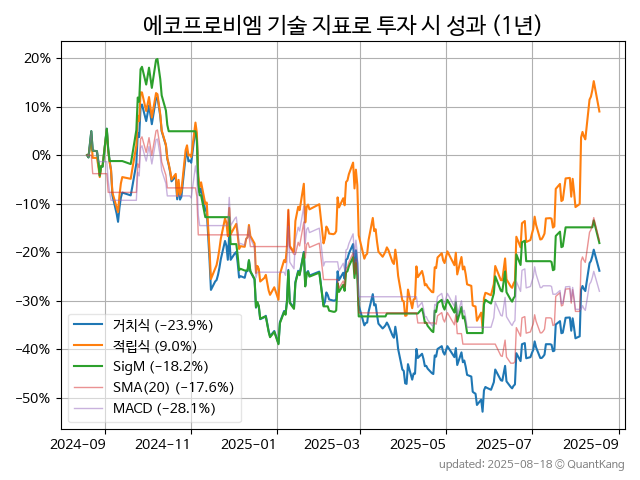 에코프로비엠 기술 지표로 투자 시 성과 (1년)
20%
10%
0%
−10%
−20%
−30%
−40%
−50%
거치식 (−23.9%)
적립식 (9.0%)
SigM (−18.2%)
SMA(20) (−17.6%)
MACD (−28.1%)
2024-09 2024-11 2025-01 2025-03 2025-05 2025-07 2025-09
updated: 2025-08-18 ⓒ QuantKang